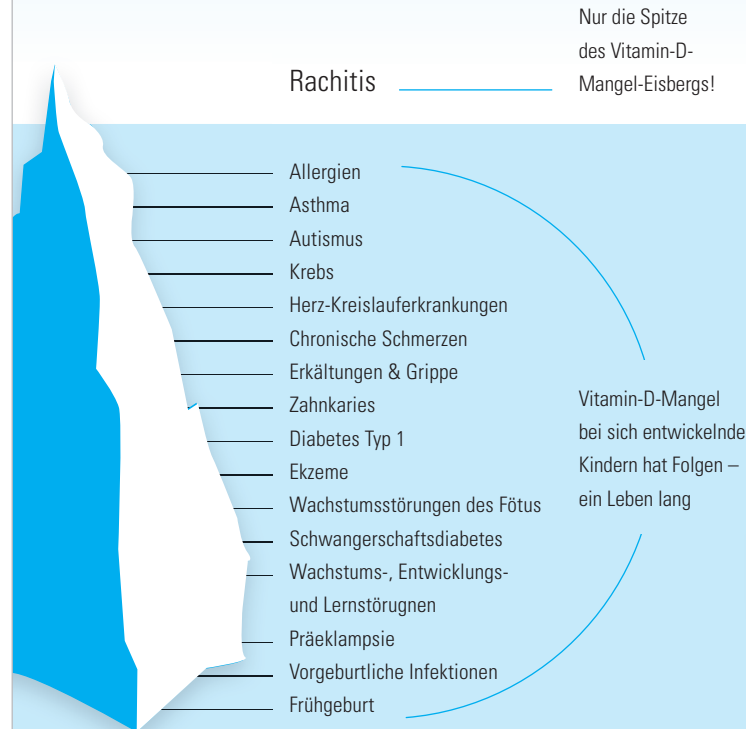 Nur die Spitze
des Vitamin-D-
Mangel-Eisbergs!
Rachitis
Allergien
Asthma
Autismus
Krebs
Herz-Kreislauferkrankungen
Chronische Schmerzen
Erkältungen & Grippe
Zahnkaries
Diabetes Typ 1
Ekzeme
Wachstumsstörungen des Fötus
Schwangerschaftsdiabetes
Wachstums-, Entwicklungs-
und Lernstörugnen
Präeklampsie
Vorgeburtliche Infektionen
Frühgeburt
Vitamin-D-Mangel
bei sich entwickelnde
Kindern hat Folgen –
ein Leben lang